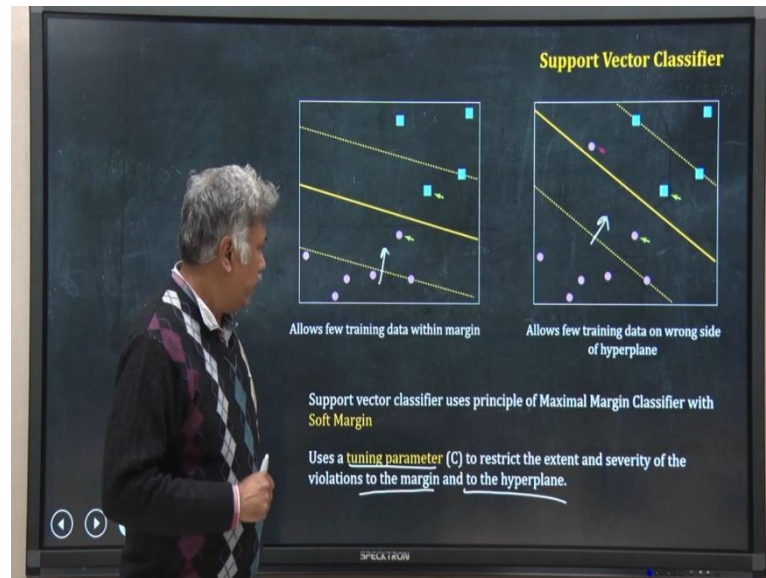 Support Vector Classifier
Allows few training data within margin
Allows few training data on wrong side
of hyperplane
Support vector classifier uses principle of Maximal Margin Classifier with
Soft Margin
Uses a tuning parameter (C) to restrict the extent and severity of the
violations to the margin and to the hyperplane.
SPECKTRON